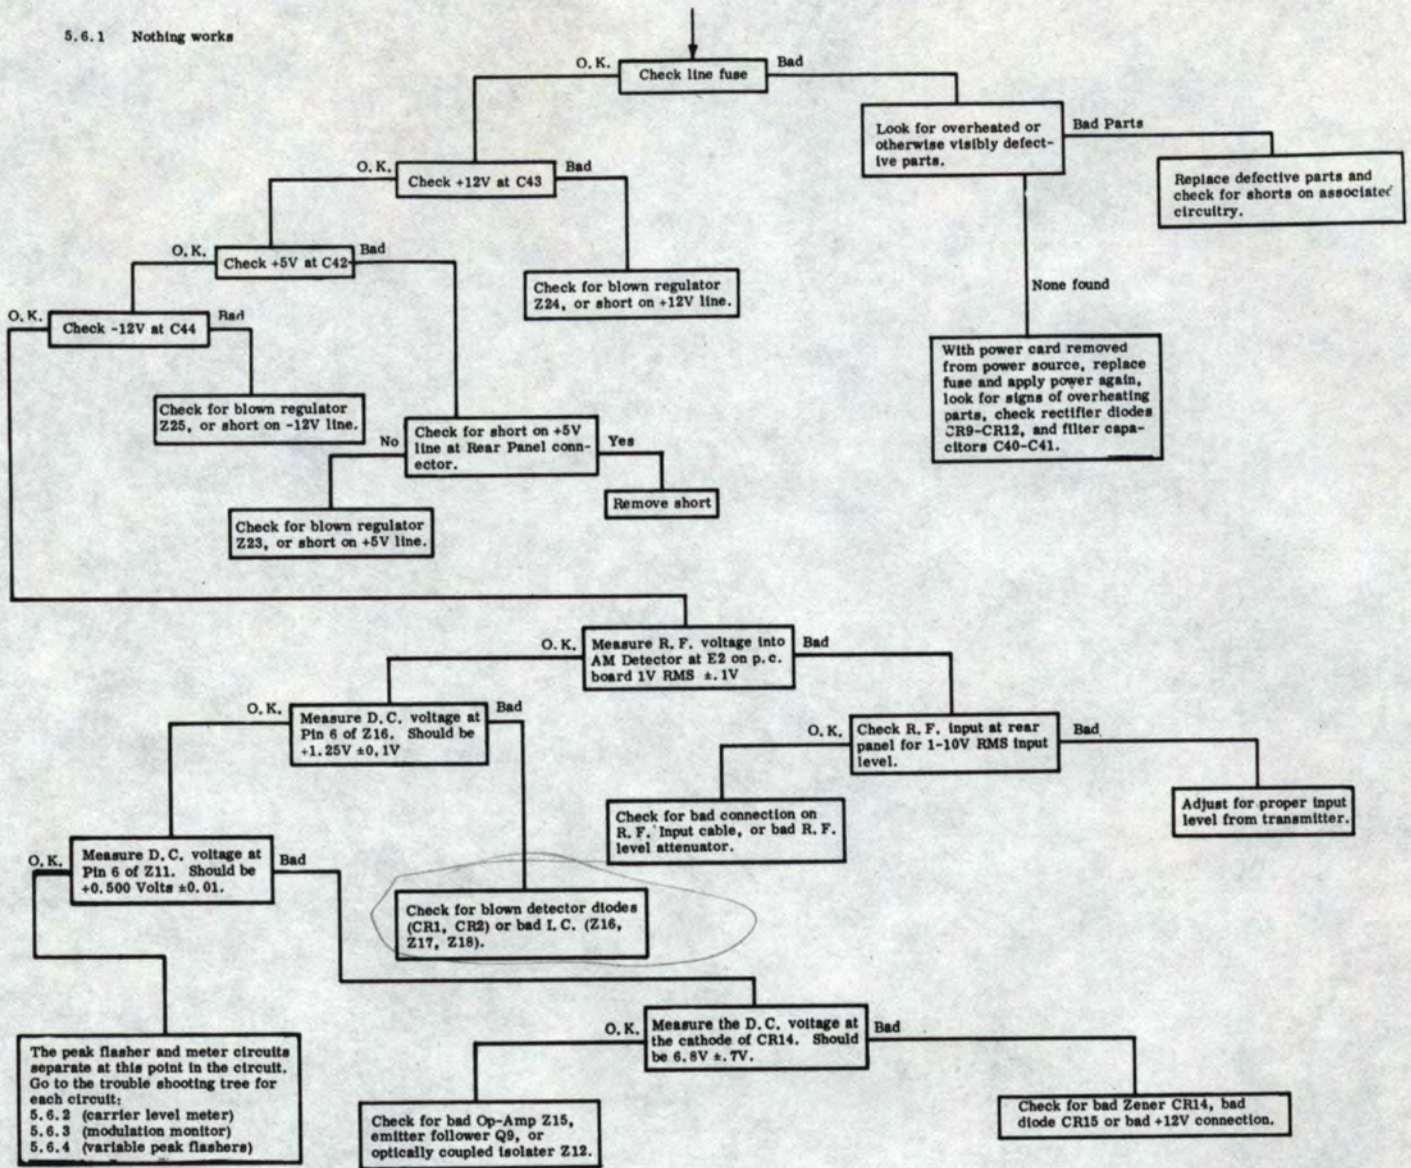 5.6.1 Nothing works
O.K.
Check line fuse
Bad
Look for overheated or
otherwise visibly defect-
ive parts.
Bad Parts
Replace defective parts and
check for shorts on associated
circuitry.
None found
With power card removed
from power source, replace
fuse and apply power again,
look for signs of overheating
parts, check rectifier diodes
CR9-CR12, and filter capa-
citors C40-C41.
O.K.
Check +12V at C43
Bad
Check for blown regulator
Z24, or short on +12V line.
O.K.
Check +5V at C42
Bad
O.K.
Check -12V at C44
Bad
Check for blown regulator
Z25, or short on -12V line.
No
Check for short on +5V
line at Rear Panel conn-
ector.
Yes
Remove short
Check for blown regulator
Z23, or short on +5V line.
O.K.
Measure R.F. voltage into
AM Detector at E2 on p.c.
board 1V RMS ±.1V
Bad
O.K.
Measure D.C. voltage at
Pin 6 of Z16. Should be
+1.25V ±0,1V
Bad
O.K.
Check R.F. input at rear
panel for 1-10V RMS input
level.
Bad
Check for bad connection on
R.F. Input cable, or bad R.F.
level attenuator.
Adjust for proper input
level from transmitter.
O.K.
Measure D.C. voltage at
Pin 6 of Z11. Should be
+0.500 Volts ±0.01.
Bad
Check for blown detector diodes
(CR1, CR2) or bad I.C. (Z16,
Z17, Z18).
The peak flasher and meter circuits
separate at this point in the circuit.
Go to the trouble shooting tree for
each circuit:
5.6.2 (carrier level meter)
5.6.3 (modulation monitor)
5.6.4 (variable peak flashers)
O.K.
Measure the D.C. voltage at
the cathode of CR14. Should
be 6.8V ±.7V.
Bad
Check for bad Op-Amp Z15,
emitter follower Q9, or
optically coupled isolater Z12.
Check for bad Zener CR14, bad
diode CR15 or bad +12V connection.